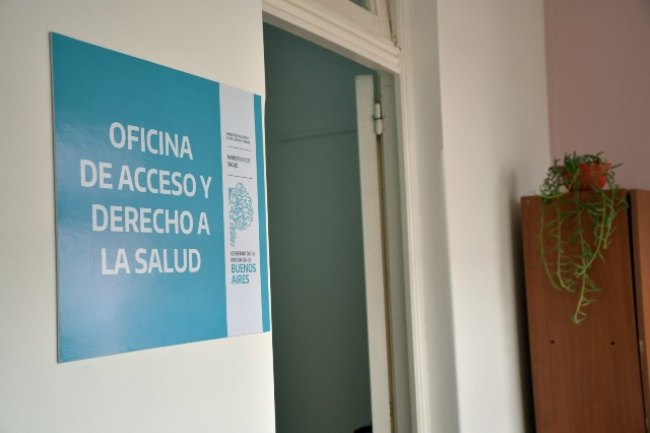 OFICINA
DE ACCESO Y
DERECHO A
LA SALUD
MINISTERIO DE
SALUD
GOBIERNO DE LA
PROVINCIA DE
BUENOS
AIRES